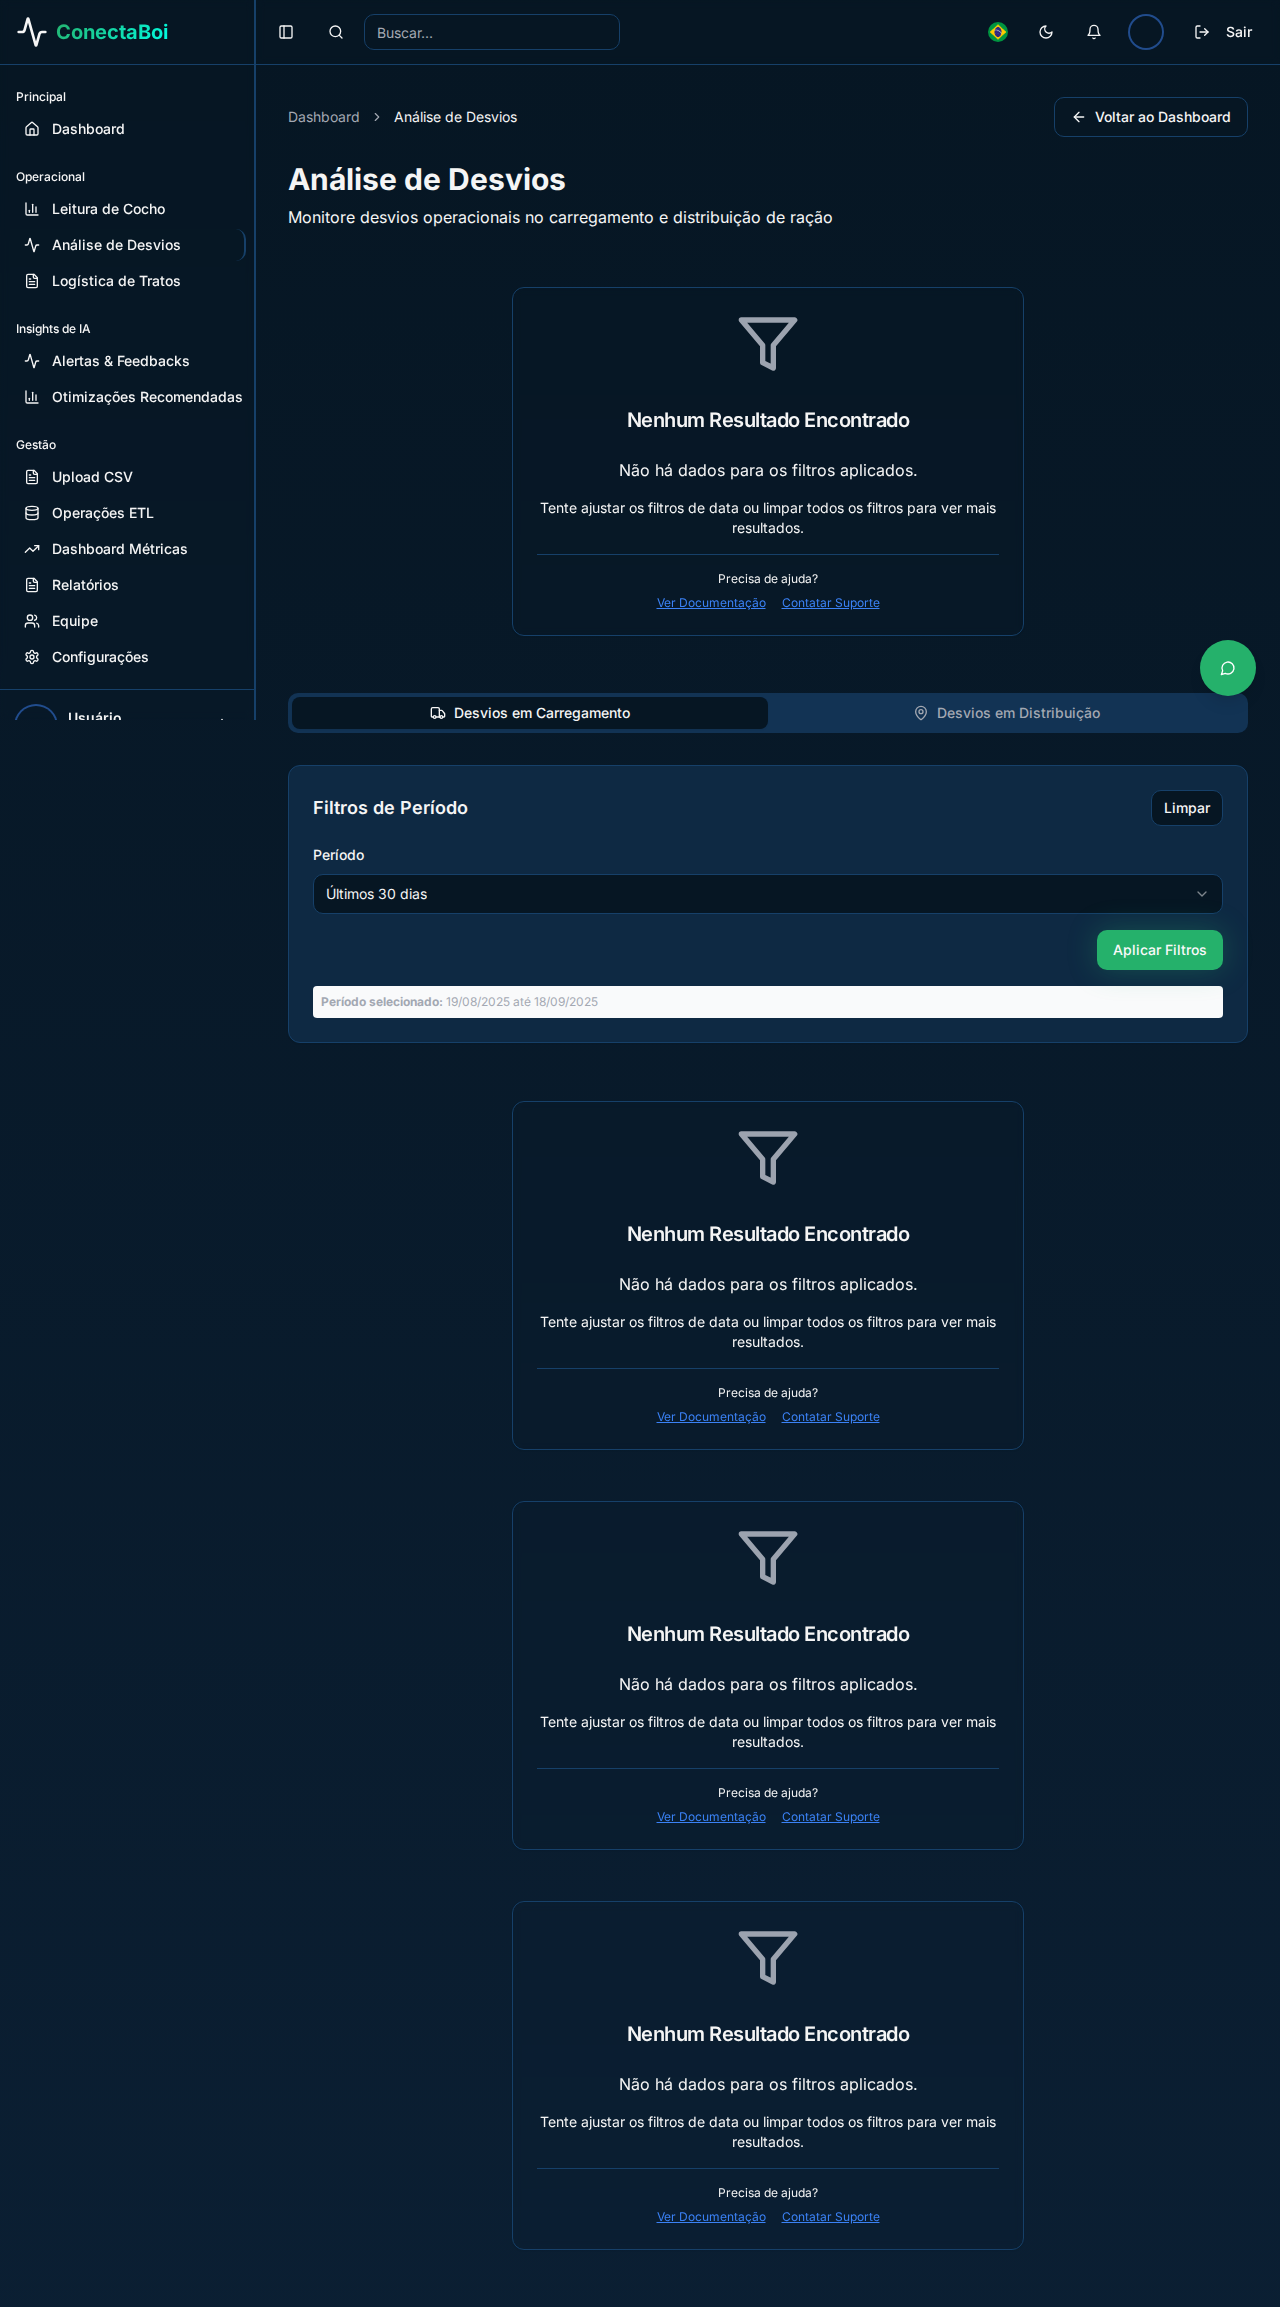 ConectaBoi
Buscar...
Sair
Principal
Dashboard
Operacional
Leitura de Cocho
Análise de Desvios
Logística de Tratos
Insights de IA
Alertas & Feedbacks
Otimizações Recomendadas
Gestão
Upload CSV
Operações ETL
Dashboard Métricas
Relatórios
Equipe
Configurações
Usuário
Dashboard
Análise de Desvios
Voltar ao Dashboard
Análise de Desvios
Monitore desvios operacionais no carregamento e distribuição de ração
Nenhum Resultado Encontrado
Não há dados para os filtros aplicados.
Tente ajustar os filtros de data ou limpar todos os filtros para ver mais
resultados.
Precisa de ajuda?
Ver Documentação Contatar Suporte
Desvios em Carregamento
Desvios em Distribuição
Filtros de Período
Limpar
Período
Últimos 30 dias
Aplicar Filtros
Período selecionado: 19/08/2025 até 18/09/2025
Nenhum Resultado Encontrado
Não há dados para os filtros aplicados.
Tente ajustar os filtros de data ou limpar todos os filtros para ver mais
resultados.
Precisa de ajuda?
Ver Documentação Contatar Suporte
Nenhum Resultado Encontrado
Não há dados para os filtros aplicados.
Tente ajustar os filtros de data ou limpar todos os filtros para ver mais
resultados.
Precisa de ajuda?
Ver Documentação Contatar Suporte
Nenhum Resultado Encontrado
Não há dados para os filtros aplicados.
Tente ajustar os filtros de data ou limpar todos os filtros para ver mais
resultados.
Precisa de ajuda?
Ver Documentação Contatar Suporte